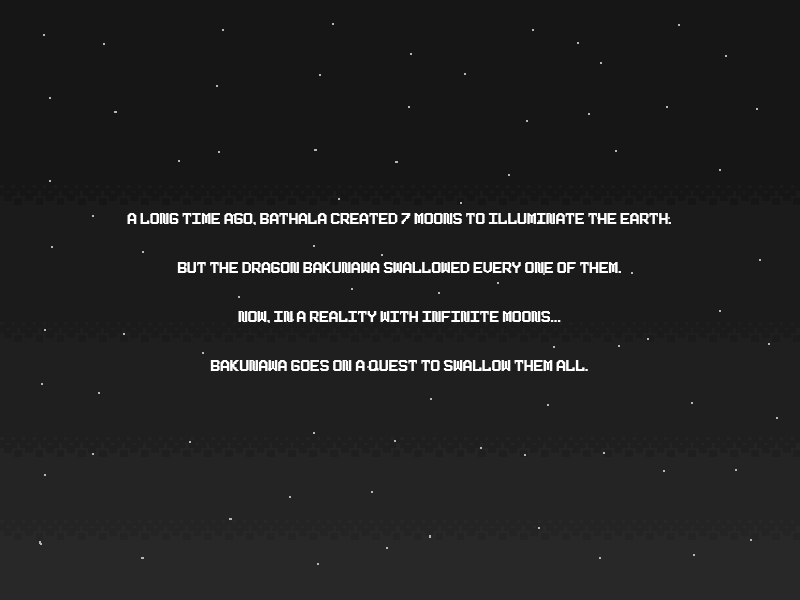 A LONG TIME AGO, BATHALA CREATED 7 MOONS TO ILLUMINATE THE EARTH.
BUT THE DRAGON BAKUNAWA SWALLOWED EVERY ONE OF THEM.
NOW, IN A REALITY WITH INFINITE MOONS...
BAKUNAWA GOES ON A QUEST TO SWALLOW THEM ALL.